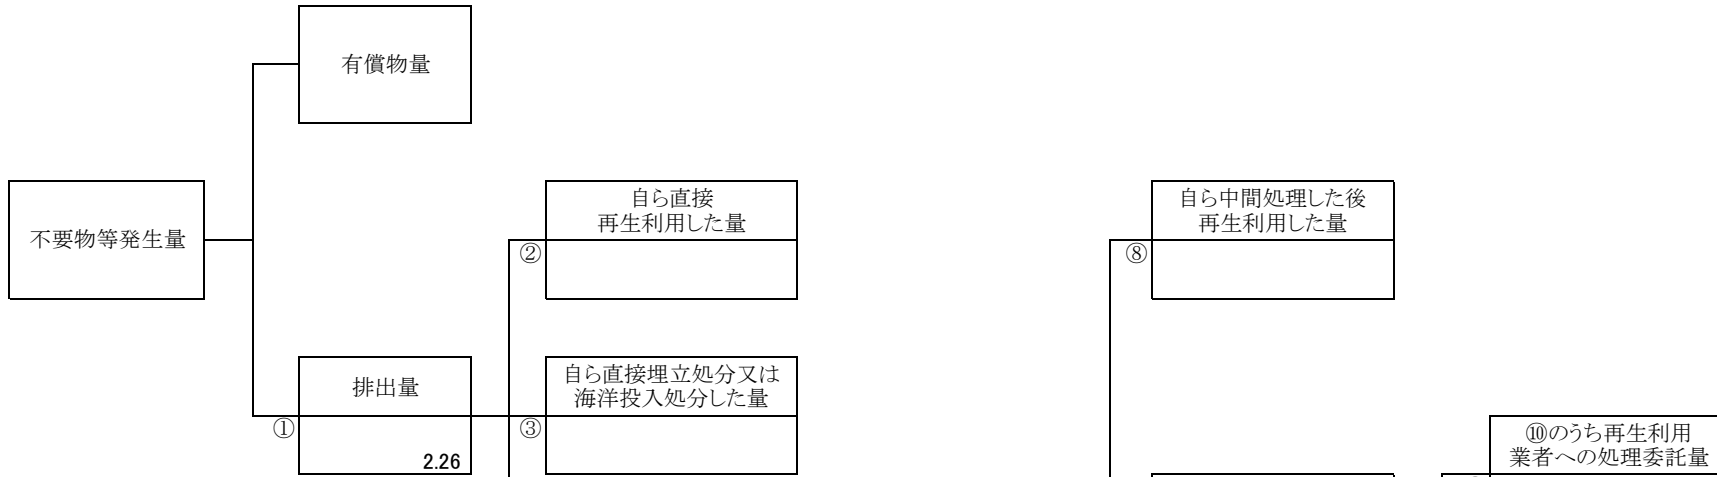 有償物量
不要物等発生量
自ら直接
再生利用した量
②
自ら中間処理した後
再生利用した量
⑧
排出量
①
2.26
自ら直接埋立処分又は
海洋投入処分した量
③
⑩のうち再生利用
業者への処理委託量